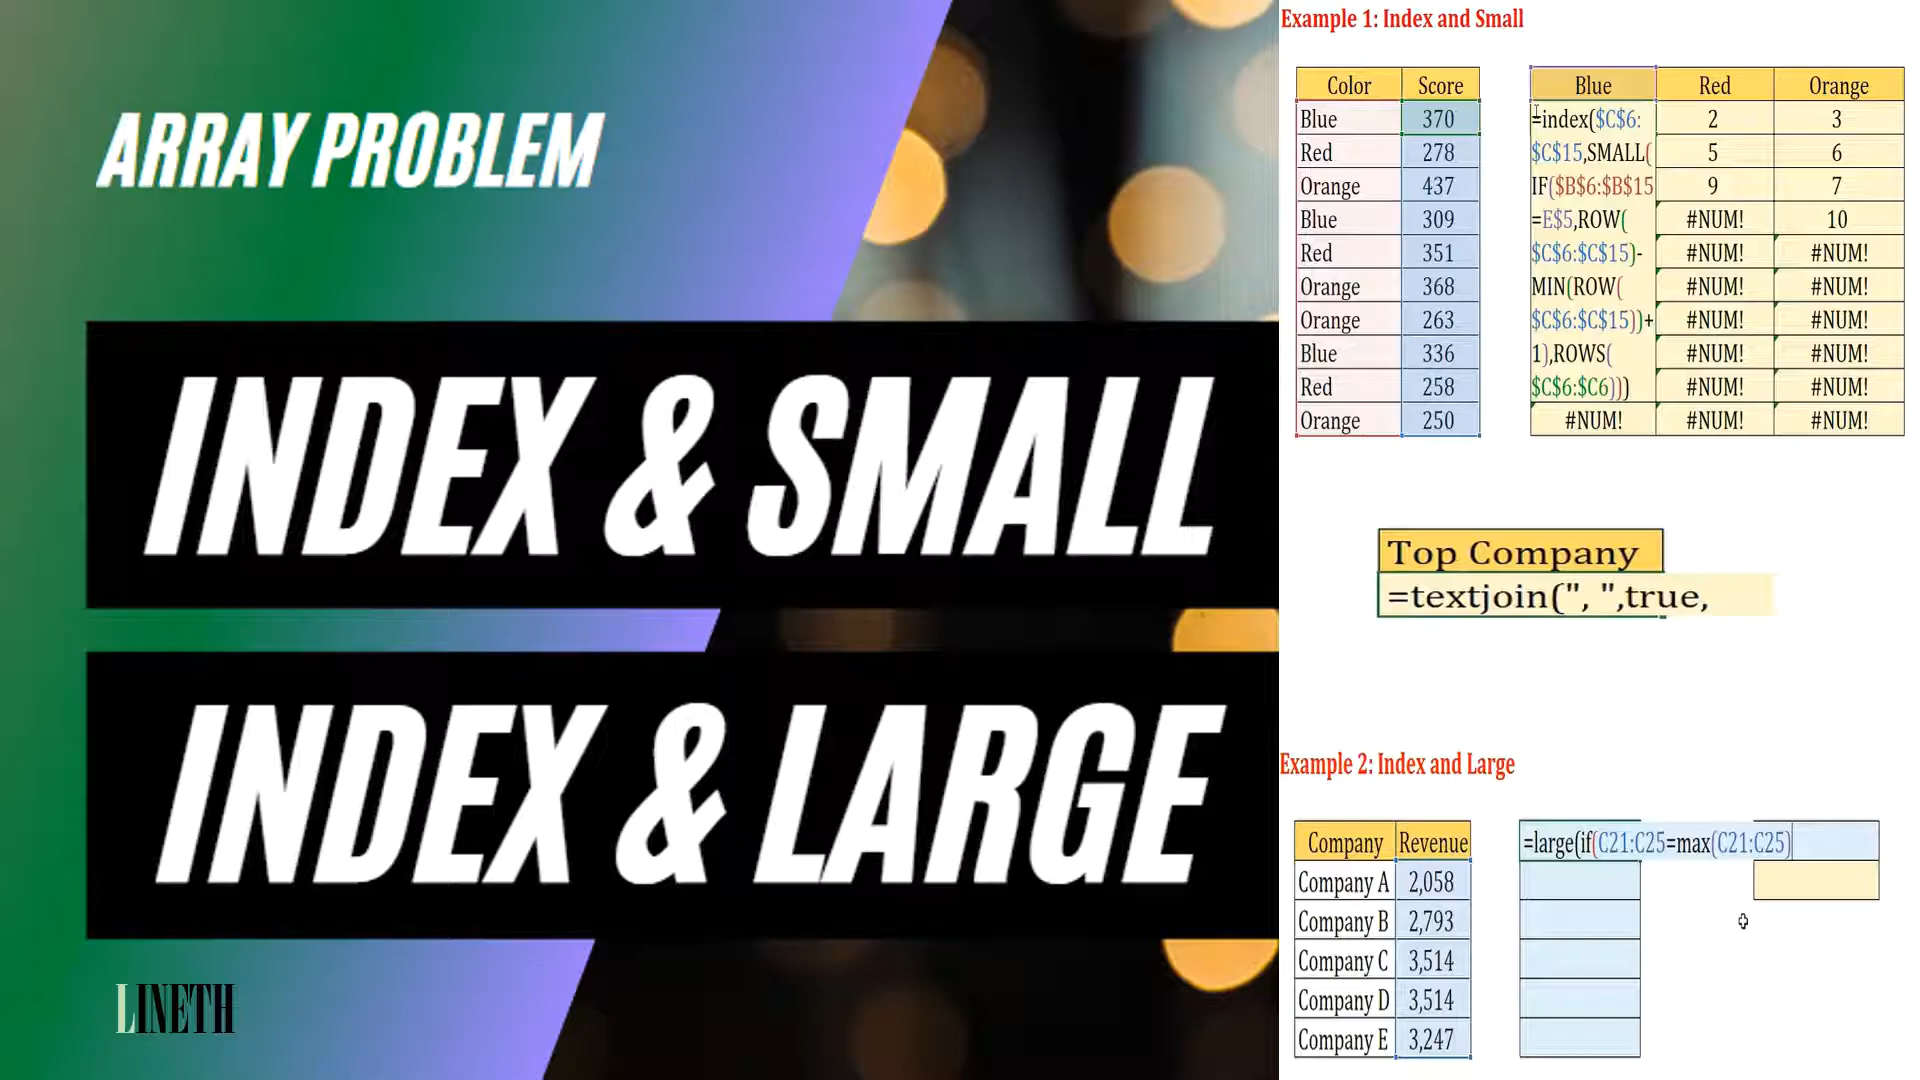 ARRAY PROBLEM
INDEX & SMALL
INDEX & LARGE
LINETH
Example 1: Index and Small
Color Score
Blue 370
Red 278
Orange 437
Blue 309
Red 351
Orange 368
Orange 263
Blue 336
Red 258
Orange 250
Blue Red Orange
=index($C$6: 2 3
$C$15,SMALL( 5 6
IF($B$6:$B$15 9 7
=E$5,ROW( #NUM! 10
$C$6:$C$15)- #NUM! #NUM!
MIN(ROW( #NUM! #NUM!
$C$6:$C$15))+ #NUM! #NUM!
1),ROWS( #NUM! #NUM!
$C$6:$C6))) #NUM! #NUM!
#NUM! #NUM! #NUM!
Top Company
=textjoin(", ",true,
Example 2: Index and Large
Company Revenue
Company A 2,058
Company B 2,793
Company C 3,514
Company D 3,514
Company E 3,247
=large(if(C21:C25=max(C21:C25)